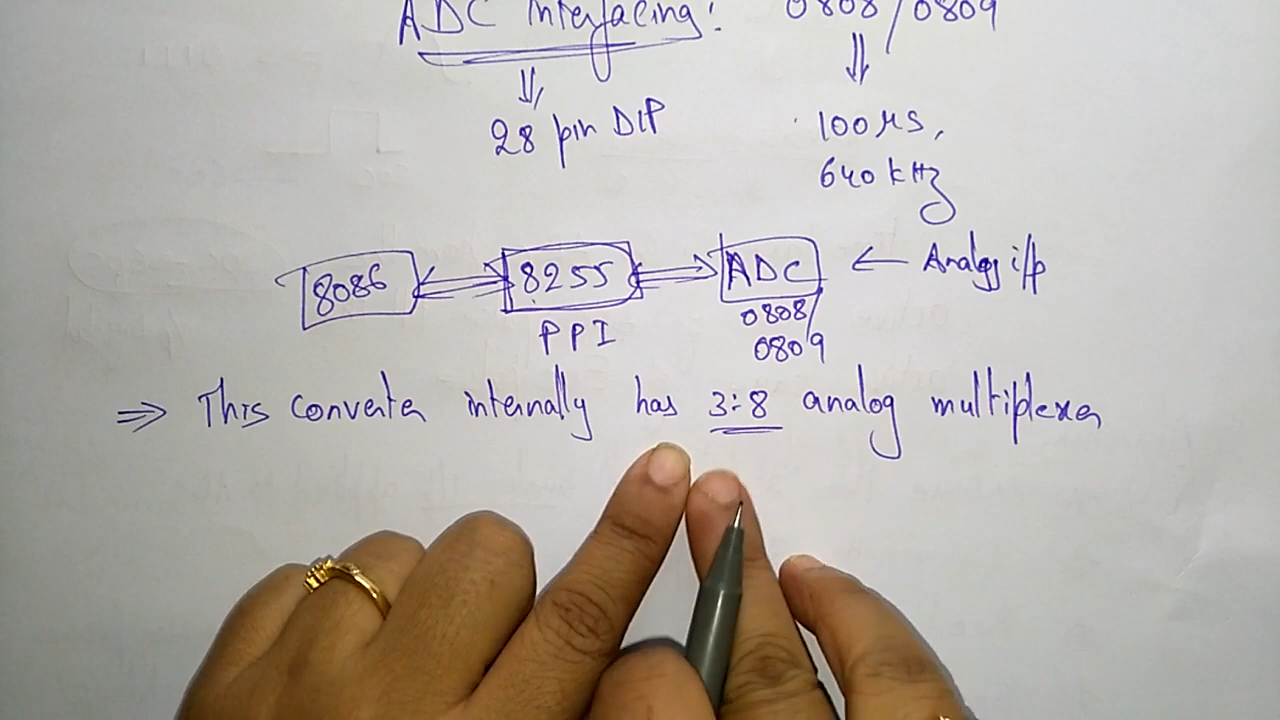 ADC Interfacing: 0808/0809
28 pin DIP
100 μs,
640 kHz
8086
8255
ADC
← Analog i/p
PPI
0808/
0809
⇒ This Converter internally has 3:8 analog multiplexer